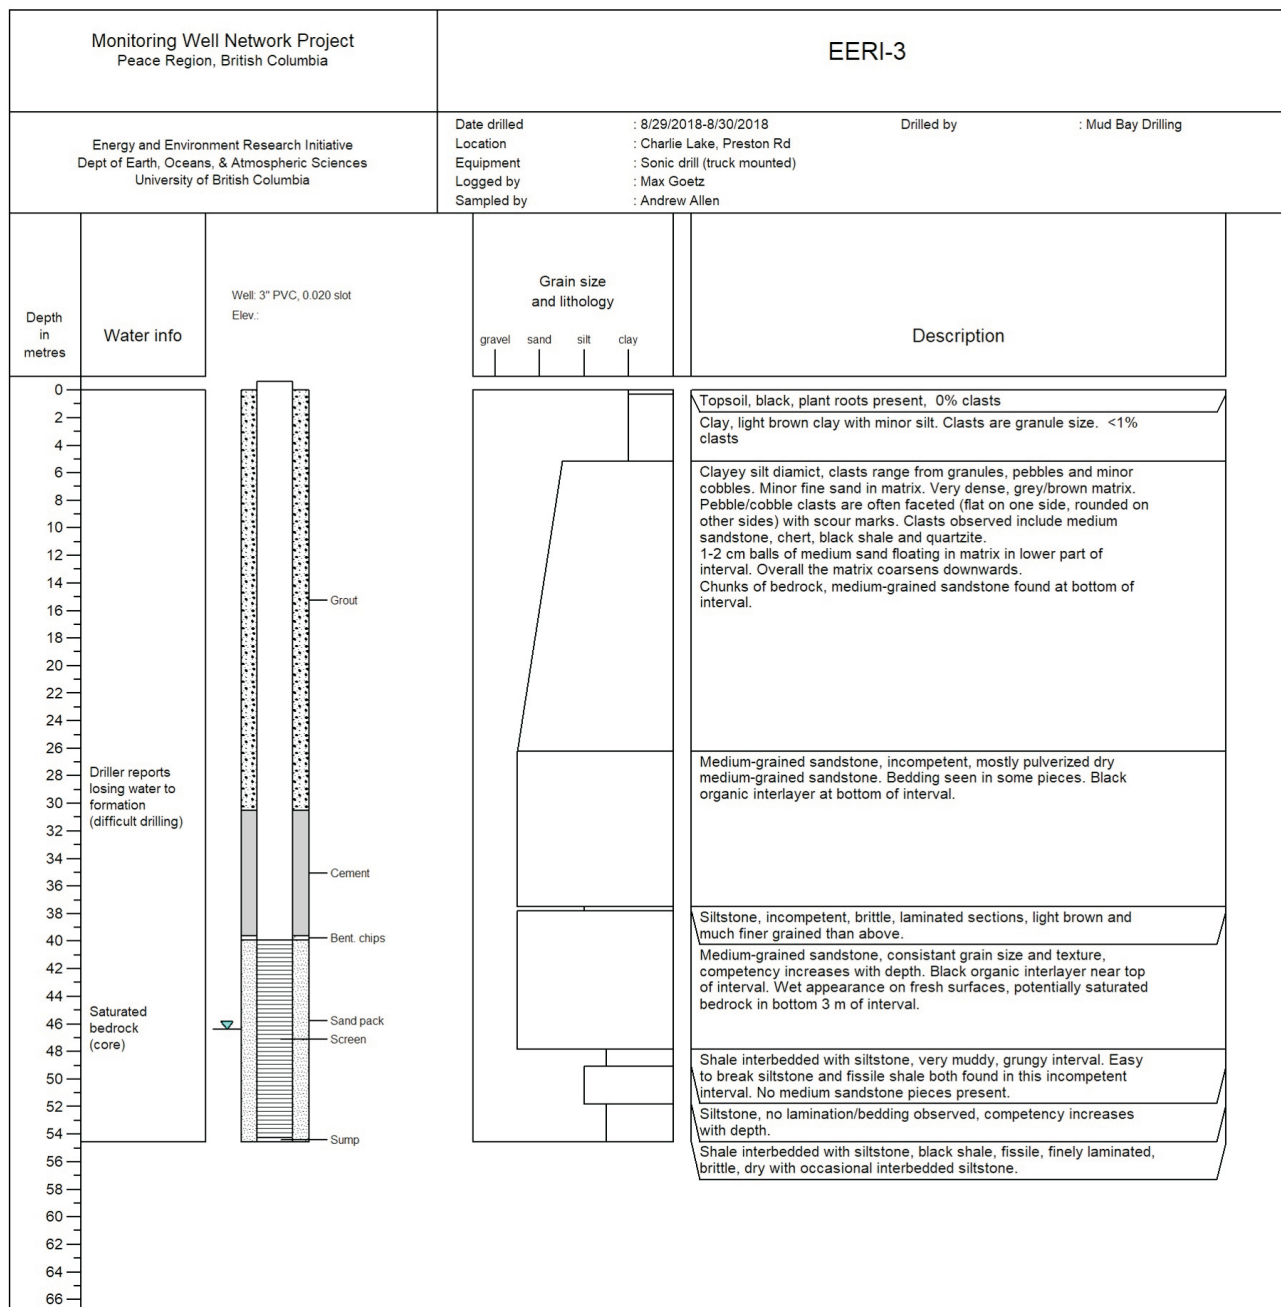 Monitoring Well Network Project
Peace Region, British Columbia
EERI-3
Energy and Environment Research Initiative
Dept of Earth, Oceans, & Atmospheric Sciences
University of British Columbia
Date drilled : 8/29/2018-8/30/2018 Drilled by : Mud Bay Drilling
Location : Charlie Lake, Preston Rd
Equipment : Sonic drill (truck mounted)
Logged by : Max Goetz
Sampled by : Andrew Allen
Depth
in
metres
Water info
Well: 3" PVC, 0.020 slot
Elev.:
Grain size
and lithology
gravel sand silt clay
Description
0
2
4
6
8
10
12
14
16
18
20
22
24
26
28
30
32
34
36
38
40
42
44
46
48
50
52
54
56
58
60
62
64
66
Driller reports
losing water to
formation
(difficult drilling)
Saturated
bedrock
(core)
Grout
Cement
Bent. chips
Sand pack
Screen
Sump
Topsoil, black, plant roots present, 0% clasts
Clay, light brown clay with minor silt. Clasts are granule size. <1%
clasts
Clayey silt diamict, clasts range from granules, pebbles and minor
cobbles. Minor fine sand in matrix. Very dense, grey/brown matrix.
Pebble/cobble clasts are often faceted (flat on one side, rounded on
other sides) with scour marks. Clasts observed include medium
sandstone, chert, black shale and quartzite.
1-2 cm balls of medium sand floating in matrix in lower part of
interval. Overall the matrix coarsens downwards.
Chunks of bedrock, medium-grained sandstone found at bottom of
interval.
Medium-grained sandstone, incompetent, mostly pulverized dry
medium-grained sandstone. Bedding seen in some pieces. Black
organic interlayer at bottom of interval.
Siltstone, incompetent, brittle, laminated sections, light brown and
much finer grained than above.
Medium-grained sandstone, consistant grain size and texture,
competency increases with depth. Black organic interlayer near top
of interval. Wet appearance on fresh surfaces, potentially saturated
bedrock in bottom 3 m of interval.
Shale interbedded with siltstone, very muddy, grungy interval. Easy
to break siltstone and fissile shale both found in this incompetent
interval. No medium sandstone pieces present.
Siltstone, no lamination/bedding observed, competency increases
with depth.
Shale interbedded with siltstone, black shale, fissile, finely laminated,
brittle, dry with occasional interbedded siltstone.